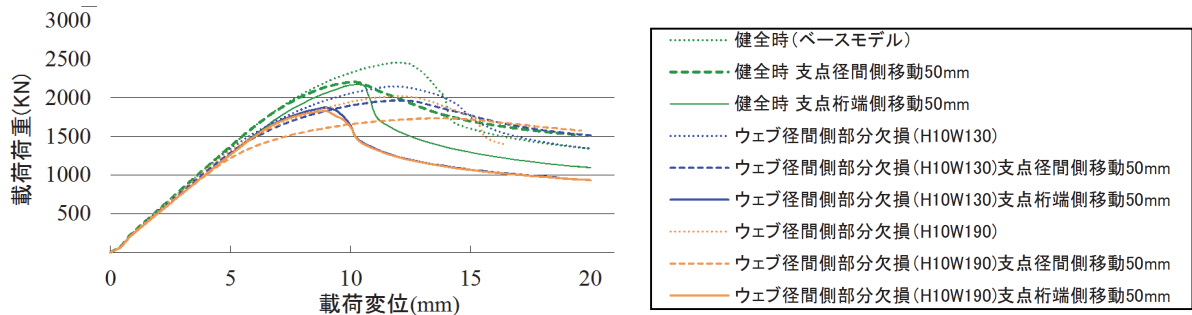 3000
2500
2000
1500
1000
500
0
5
10
15
20
載荷荷重(KN)
載荷変位(mm)
健全時(ベースモデル)
健全時 支点径間側移動50mm
健全時 支点桁端側移動50mm
ウェブ径間側部分欠損(H10W130)
ウェブ径間側部分欠損(H10W130)支点径間側移動50mm
ウェブ径間側部分欠損(H10W130)支点桁端側移動50mm
ウェブ径間側部分欠損(H10W190)
ウェブ径間側部分欠損(H10W190)支点径間側移動50mm
ウェブ径間側部分欠損(H10W190)支点桁端側移動50mm